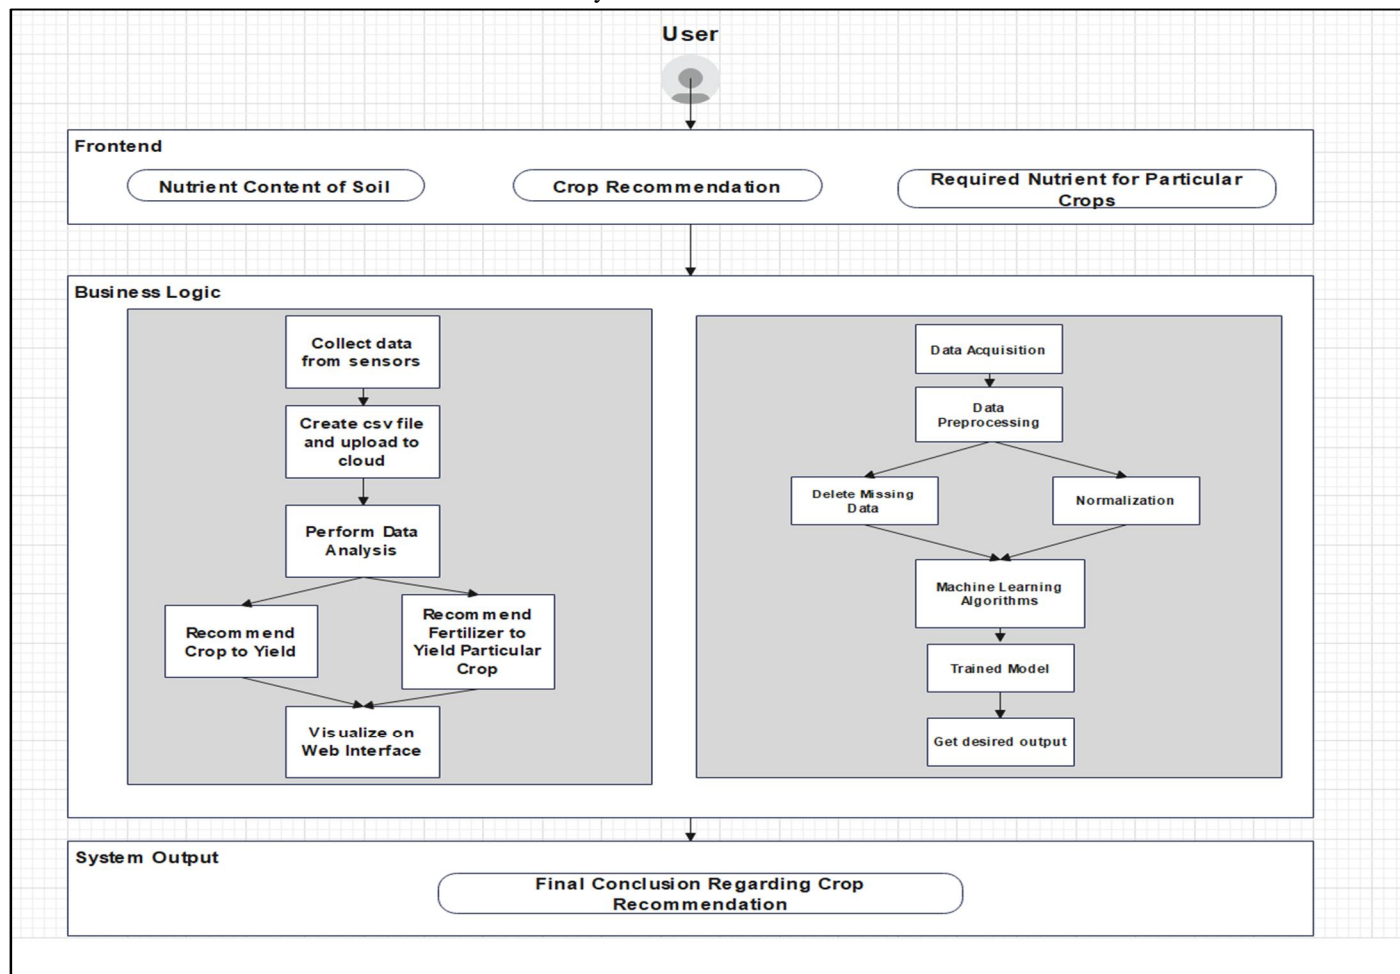 User
Frontend
Nutrient Content of Soil
Crop Recommendation
Required Nutrient for Particular
Crops
Business Logic
Collect data
from sensors
Create csv file
and upload to
cloud
Perform Data
Analysis
Recommend
Crop to Yield
Recommend
Fertilizer to
Yield Particular
Crop
Visualize on
Web Interface
Data Acquisition
Data
Preprocessing
Delete Missing
Data
Normalization
Machine Learning
Algorithms
Trained Model
Get desired output
System Output
Final Conclusion Regarding Crop
Recommendation